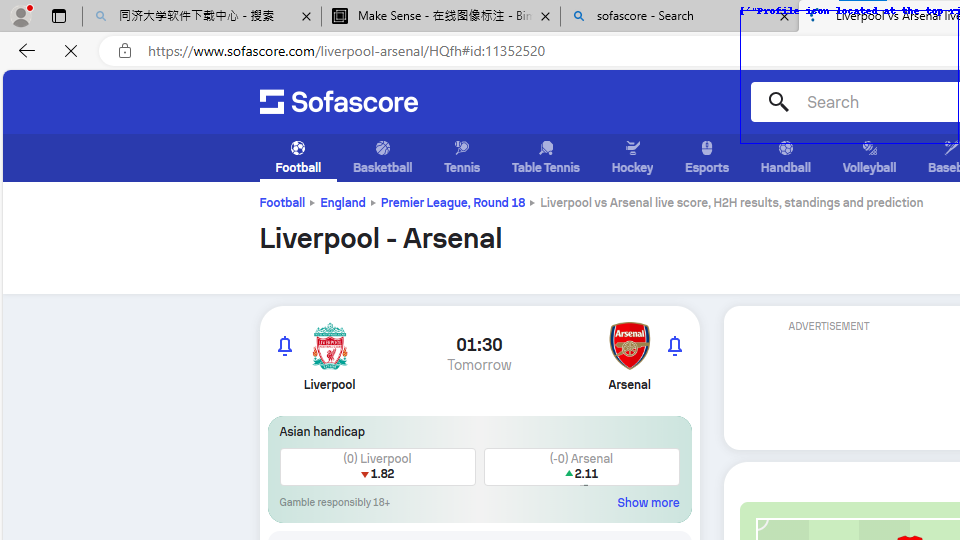 同济大学软件下载中心 - 搜索
Make Sense - 在线图像标注 - Bin
sofascore - Search
Liverpool vs Arsenal live
[{"Profile icon located at the top ri
https://www.sofascore.com/liverpool-arsenal/HQfh#id:11352520
Sofascore
Search
Football Basketball Tennis Table Tennis Hockey Esports Handball Volleyball Baseb
Football England Premier League, Round 18 Liverpool vs Arsenal live score, H2H results, standings and prediction
Liverpool - Arsenal
01:30
Tomorrow
Liverpool
Arsenal
Arsenal
ADVERTISEMENT
Asian handicap
(0) Liverpool
1.82
(-0) Arsenal
2.11
Gamble responsibly 18+
Show more